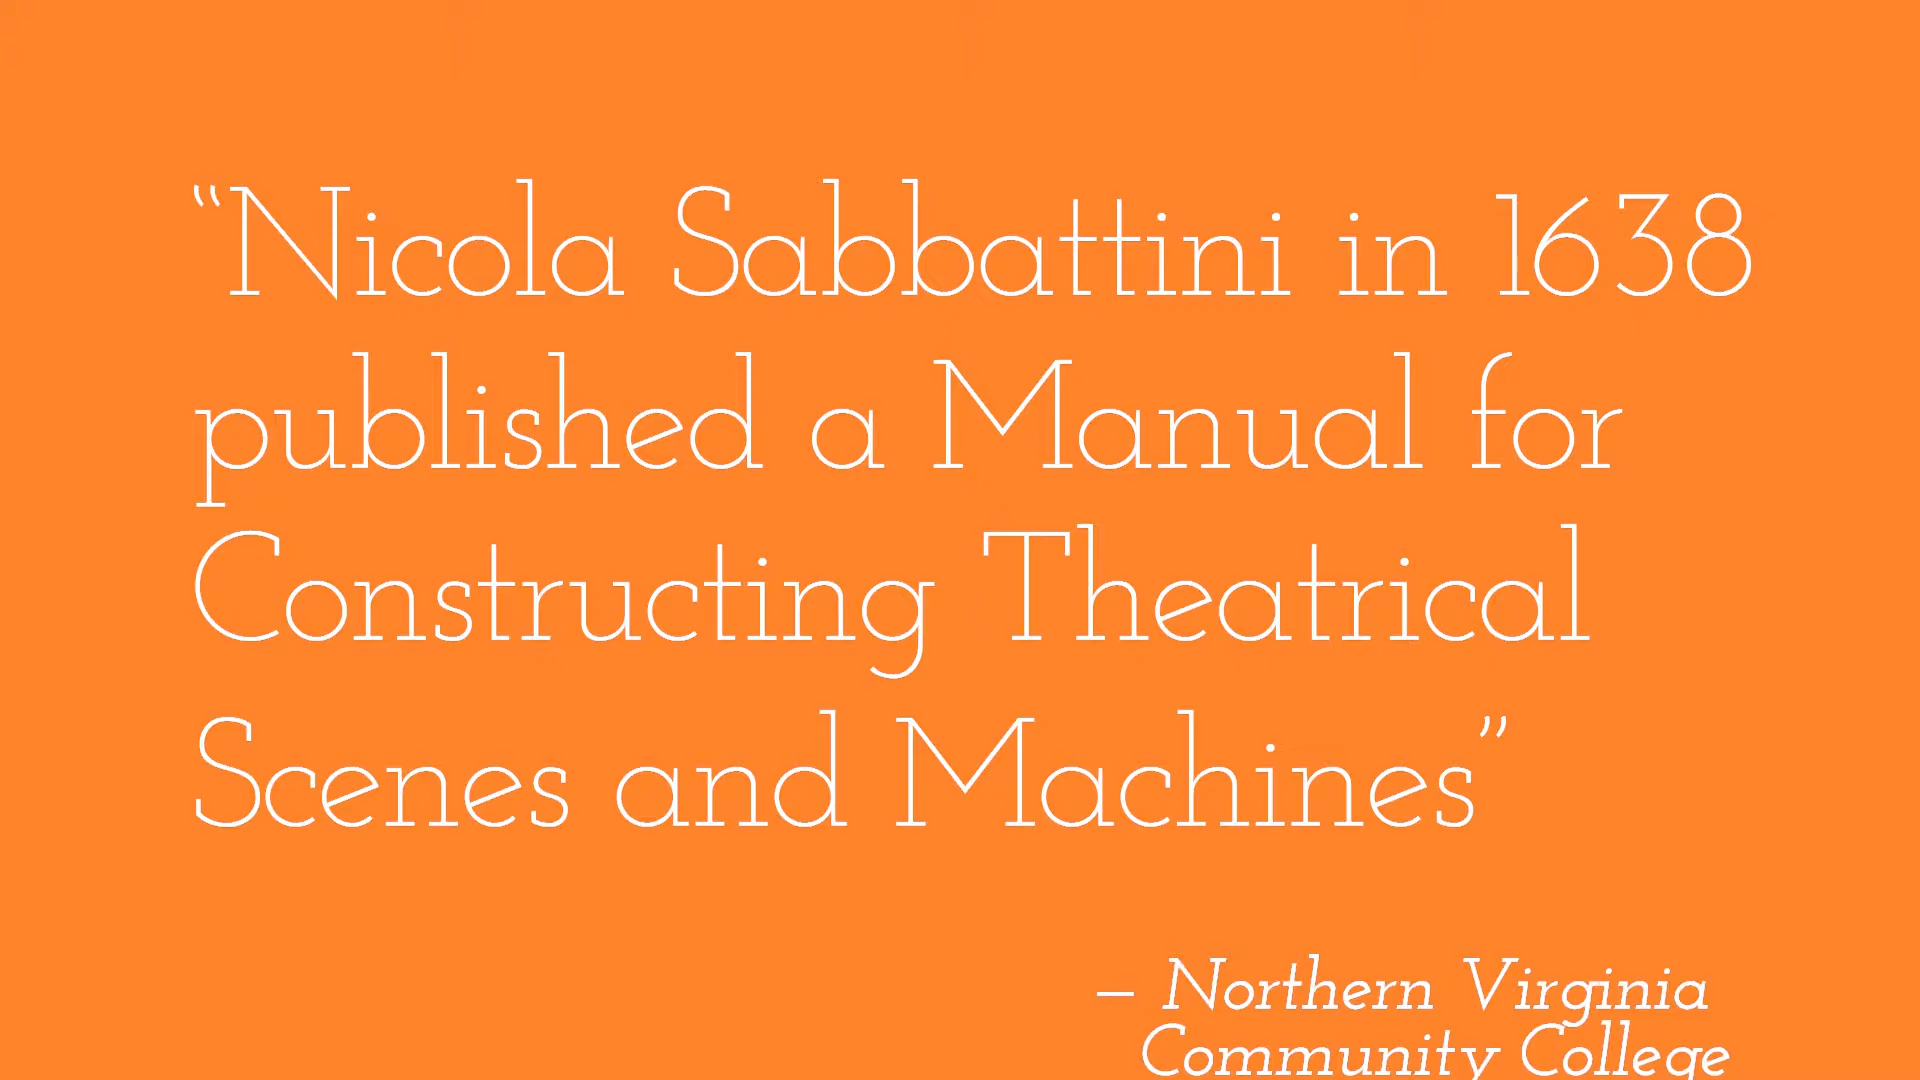 “Nicola Sabbattini in 1638
published a Manual for
Constructing Theatrical
Scenes and Machines”
– Northern Virginia
Community College